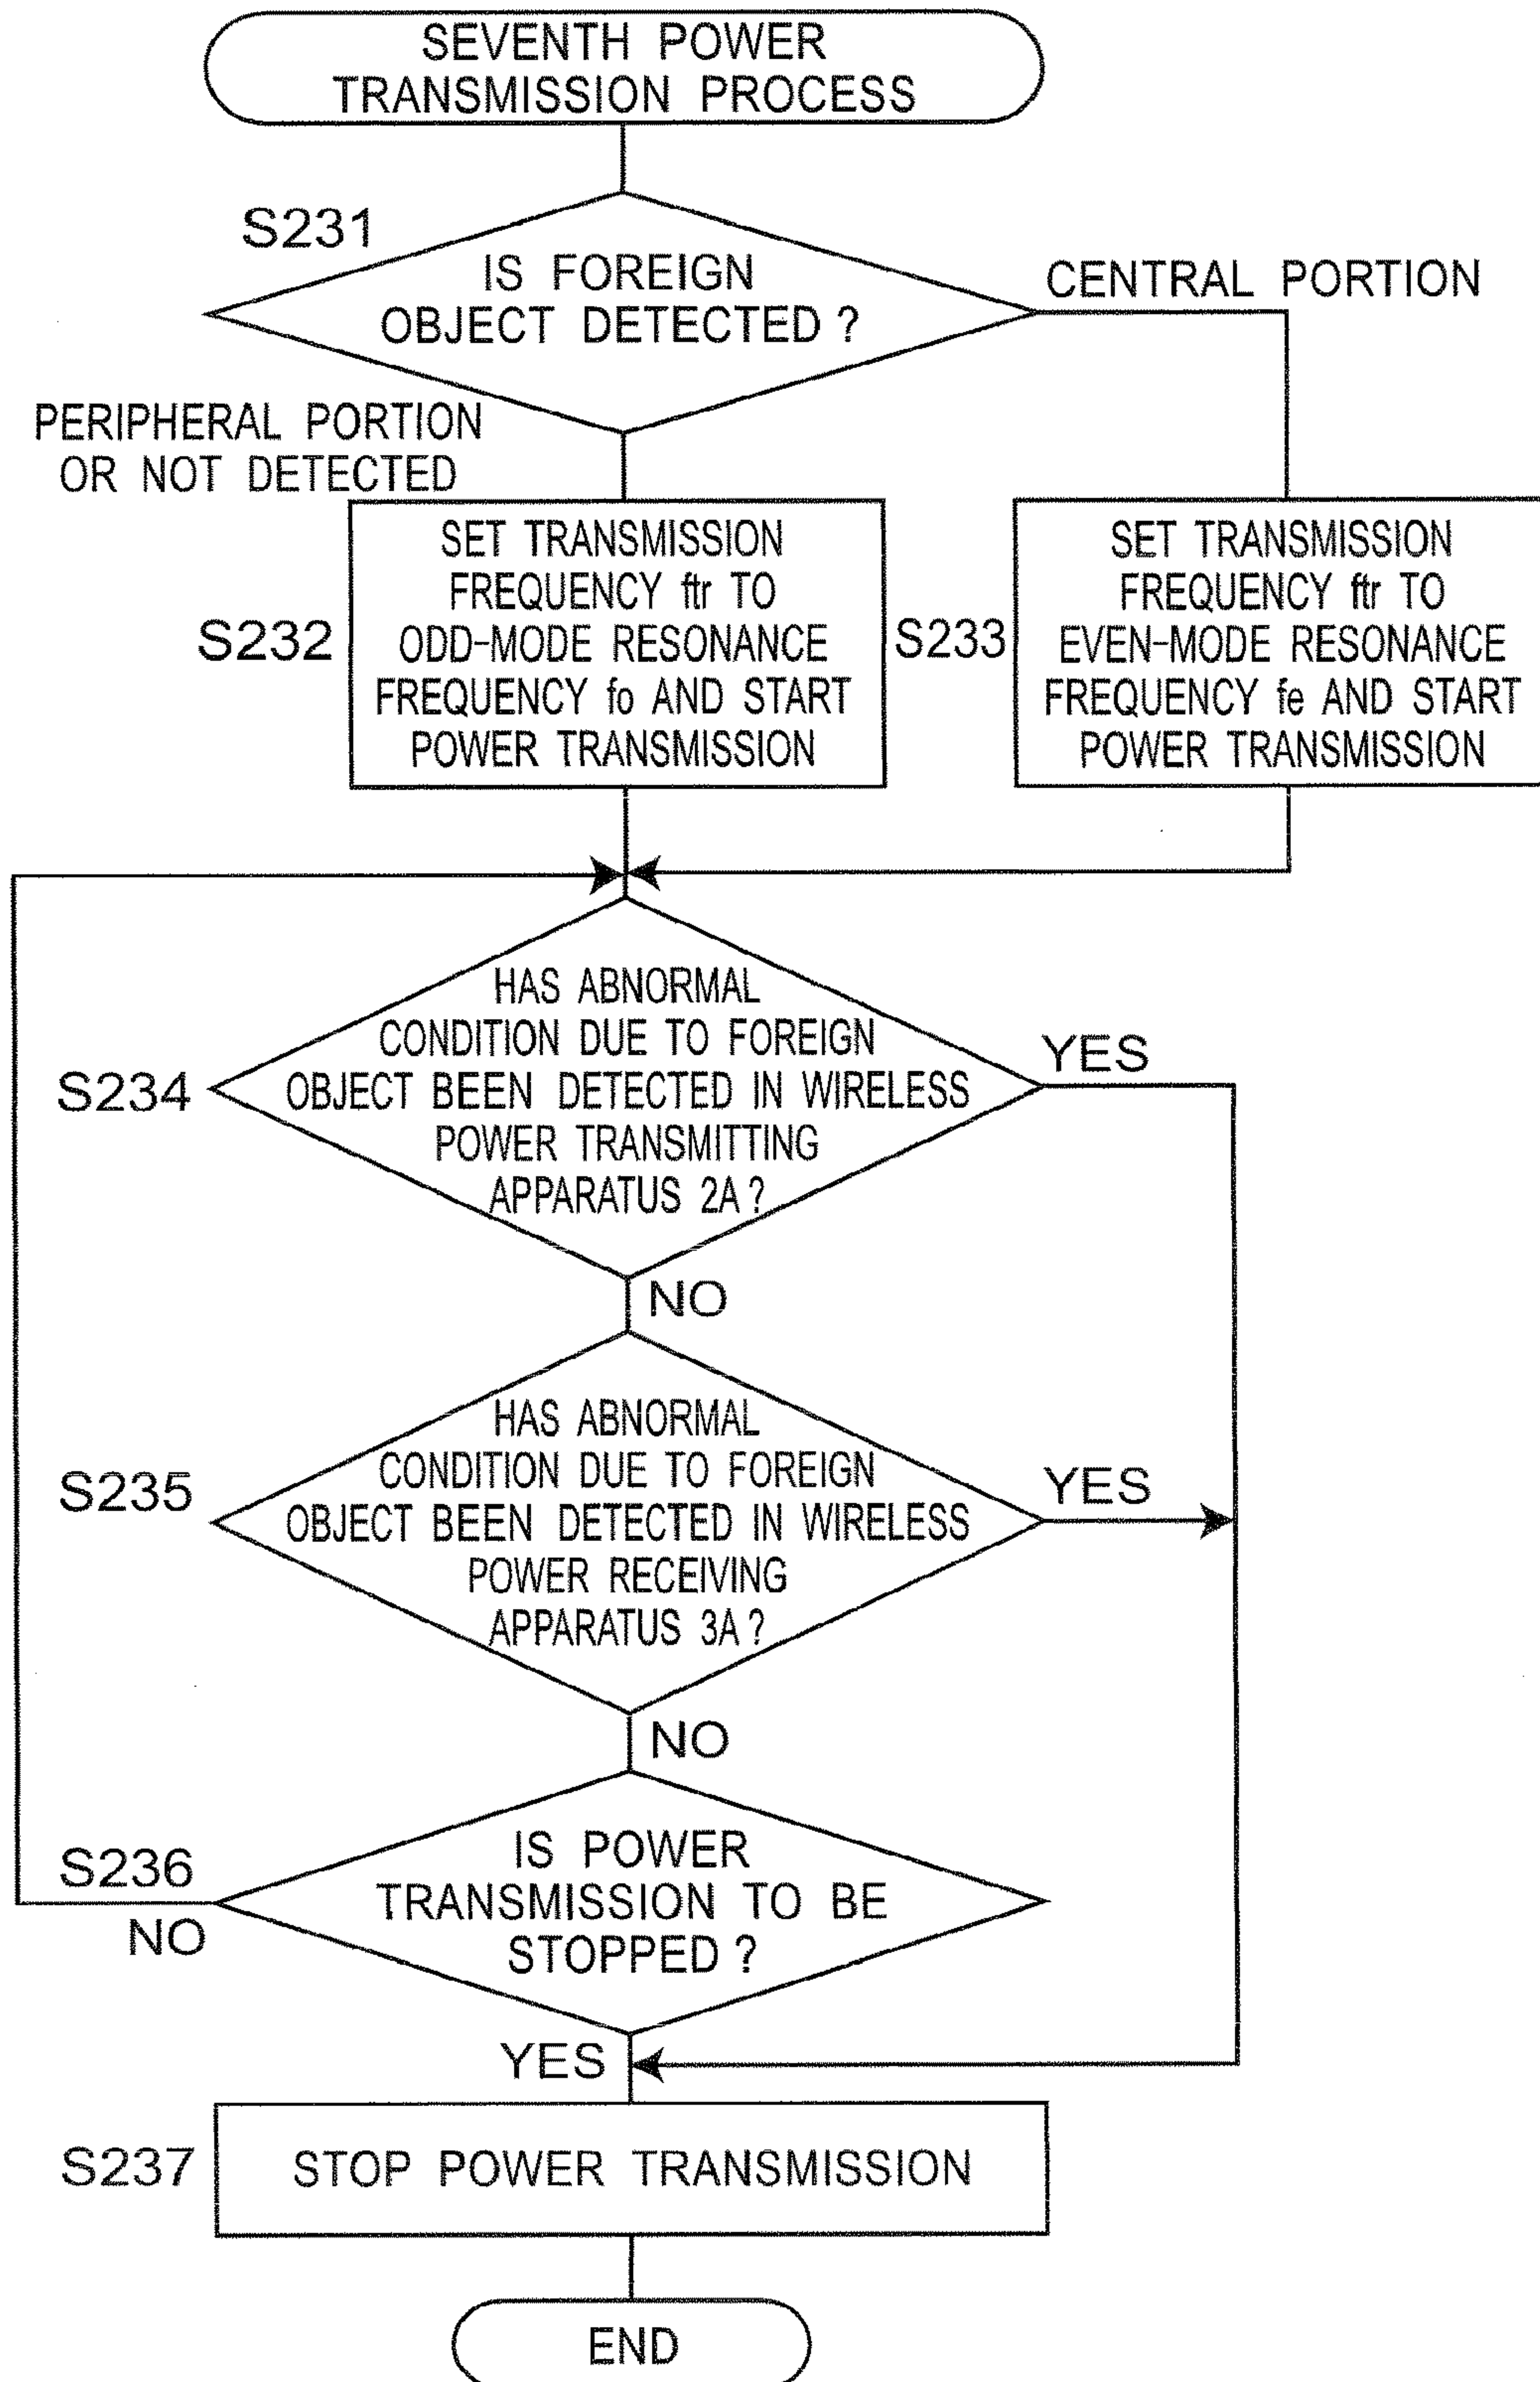 SEVENTH POWER
TRANSMISSION PROCESS
S231
IS FOREIGN
OBJECT DETECTED ?
CENTRAL PORTION
PERIPHERAL PORTION
OR NOT DETECTED
S232
SET TRANSMISSION
FREQUENCY ftr TO
ODD-MODE RESONANCE
FREQUENCY fo AND START
POWER TRANSMISSION
S233
SET TRANSMISSION
FREQUENCY ftr TO
EVEN-MODE RESONANCE
FREQUENCY fe AND START
POWER TRANSMISSION
S234
HAS ABNORMAL
CONDITION DUE TO FOREIGN
OBJECT BEEN DETECTED IN WIRELESS
POWER TRANSMITTING
APPARATUS 2A ?
YES
NO
S235
HAS ABNORMAL
CONDITION DUE TO FOREIGN
OBJECT BEEN DETECTED IN WIRELESS
POWER RECEIVING
APPARATUS 3A ?
YES
NO
S236
IS POWER
TRANSMISSION TO BE
STOPPED ?
NO
YES
S237
STOP POWER TRANSMISSION
END